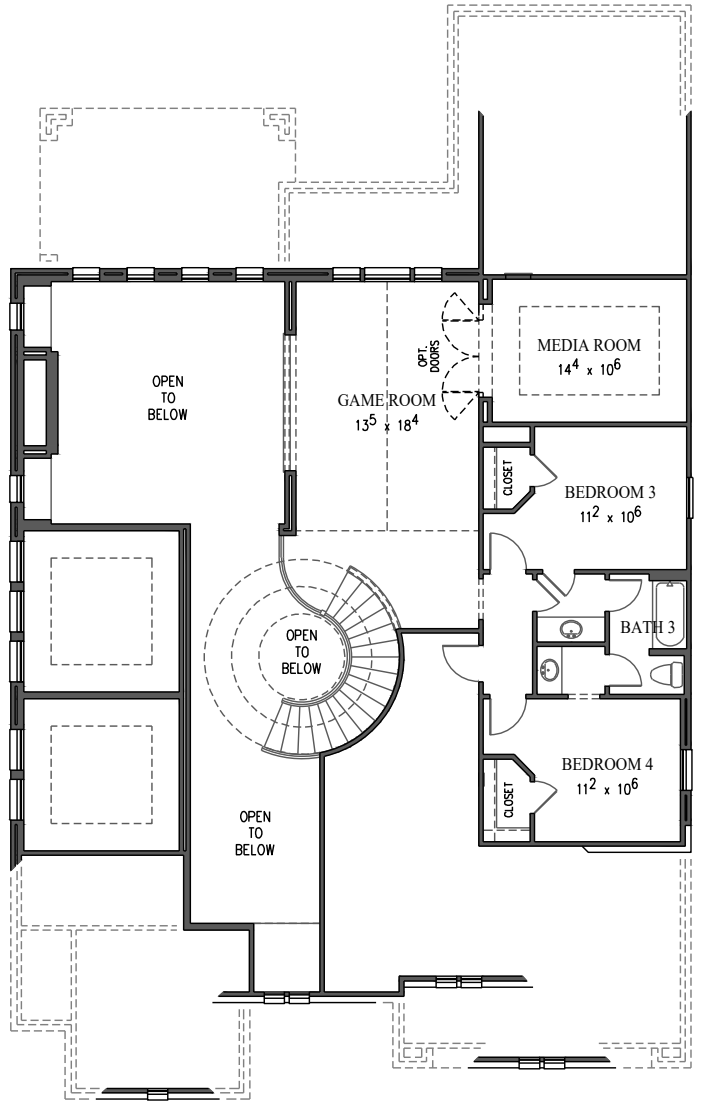 MEDIA ROOM
14⁴ x 10⁶
OPT.
DOORS
OPEN
TO
BELOW
GAME ROOM
13⁵ x 18⁴
CLOSET
BEDROOM 3
11² x 10⁶
BATH 3
OPEN
TO
BELOW
BEDROOM 4
11² x 10⁶
CLOSET
OPEN
TO
BELOW